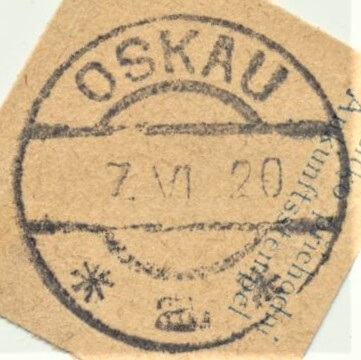 OSKAU
7. VI 20
* a *
Ankunftsstempel